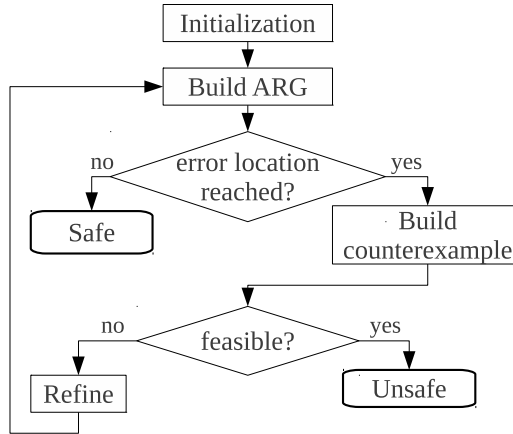 Initialization
Build ARG
no
error location
reached?
yes
Safe
Build
counterexample
no
feasible?
yes
Refine
Unsafe